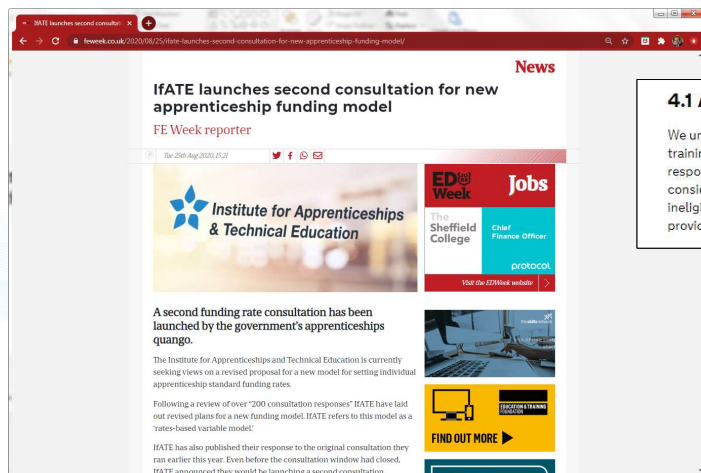 IfATE launches second consultati
feweek.co.uk/2020/08/25/ifate-launches-second-consultation-for-new-apprenticeship-funding-model/
News
IfATE launches second consultation for new
apprenticeship funding model
FE Week reporter
Tue 25th Aug 2020, 15.21
Institute for Apprenticeships
& Technical Education
ED
Week
Jobs
The
Sheffield
College
Chief
Finance Officer
protocol
Visit the EDWeek website
A second funding rate consultation has been
launched by the government's apprenticeships
quango.
The Institute for Apprenticeships and Technical Education is currently
seeking views on a revised proposal for a new model for setting individual
apprenticeship standard funding rates.
Following a review of over "200 consultation responses" IfATE have laid
out revised plans for a new funding model. IfATE refers to this model as a
'rates-based variable model.'
IfATE has also published their response to the original consultation they
ran earlier this year. Even before the consultation window had closed,
IfATE announced they would be launching a second consultation
EDUCATION & TRAINING
FOUNDATION
FIND OUT MORE
4.1 A
We un
trainin
respo
consid
ineligi
provid